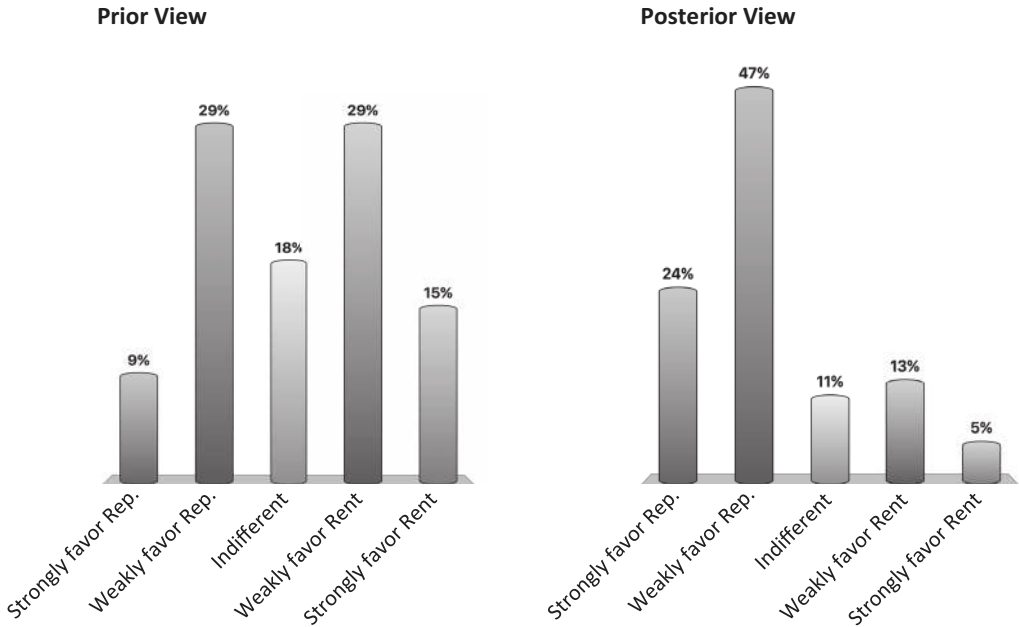 Prior View
29%
29%
18%
15%
9%
Strongly favor Rep.
Weakly favor Rep.
Indifferent
Weakly favor Rent
Strongly favor Rent
Posterior View
47%
24%
11%
13%
5%
Strongly favor Rep.
Weakly favor Rep.
Indifferent
Weakly favor Rent
Strongly favor Rent